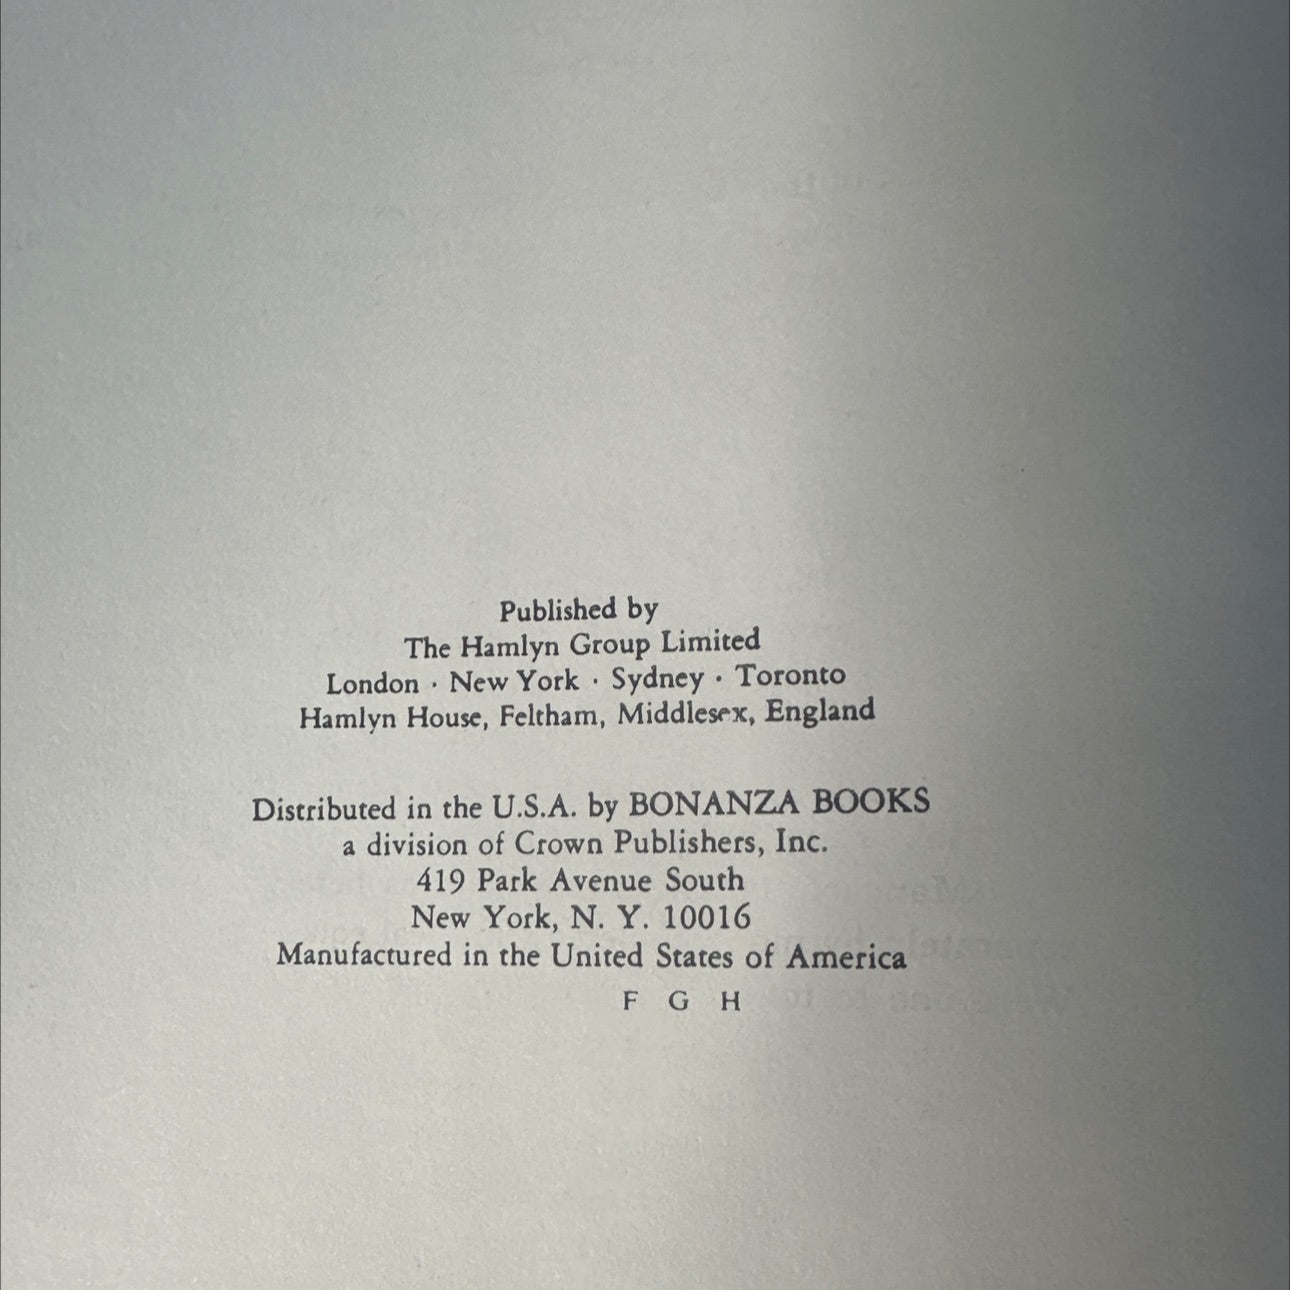 Published by
The Hamlyn Group Limited
London · New York · Sydney · Toronto
Hamlyn House, Feltham, Middlesex, England
Distributed in the U.S.A. by BONANZA BOOKS
a division of Crown Publishers, Inc.
419 Park Avenue South
New York, N. Y. 10016
Manufactured in the United States of America
F G H